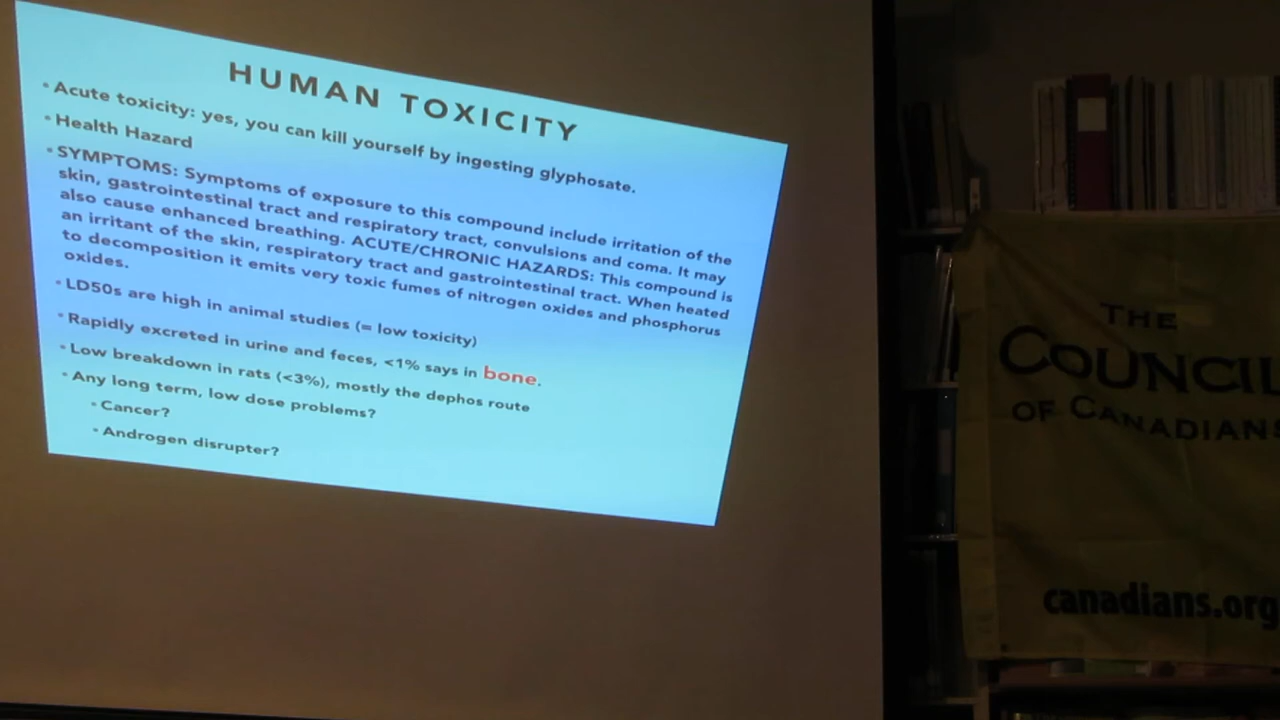 HUMAN TOXICITY
• Acute toxicity: yes, you can kill yourself by ingesting glyphosate.
• Health Hazard
• SYMPTOMS: Symptoms of exposure to this compound include irritation of the
skin, gastrointestinal tract and respiratory tract, convulsions and coma. It may
also cause enhanced breathing. ACUTE/CHRONIC HAZARDS: This compound is
an irritant of the skin, respiratory tract and gastrointestinal tract. When heated
to decomposition it emits very toxic fumes of nitrogen oxides and phosphorus
oxides.
• LD50s are high in animal studies (= low toxicity)
• Rapidly excreted in urine and feces, <1% says in bone.
• Low breakdown in rats (<3%), mostly the dephos route
• Any long term, low dose problems?
• Cancer?
• Androgen disrupter?
THE
COUNCIL
OF CANADIANS
canadians.org